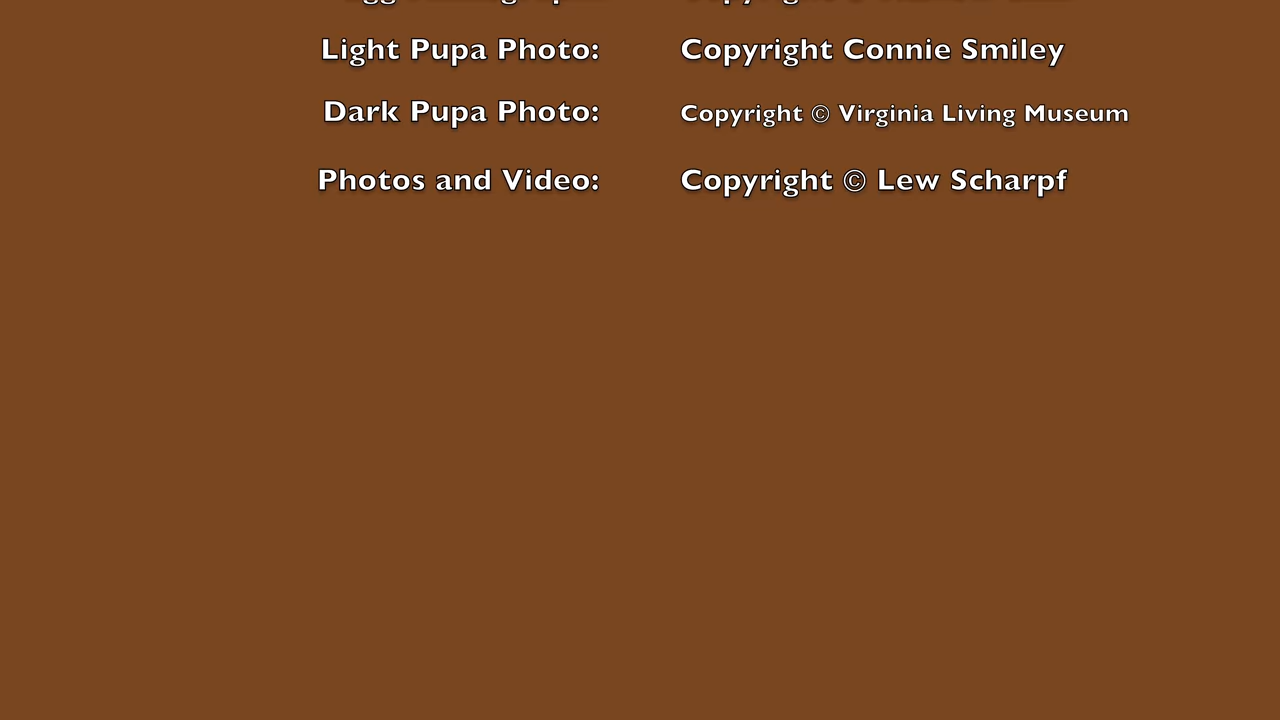 Light Pupa Photo: Copyright Connie Smiley
Dark Pupa Photo: Copyright © Virginia Living Museum
Photos and Video: Copyright © Lew Scharpf